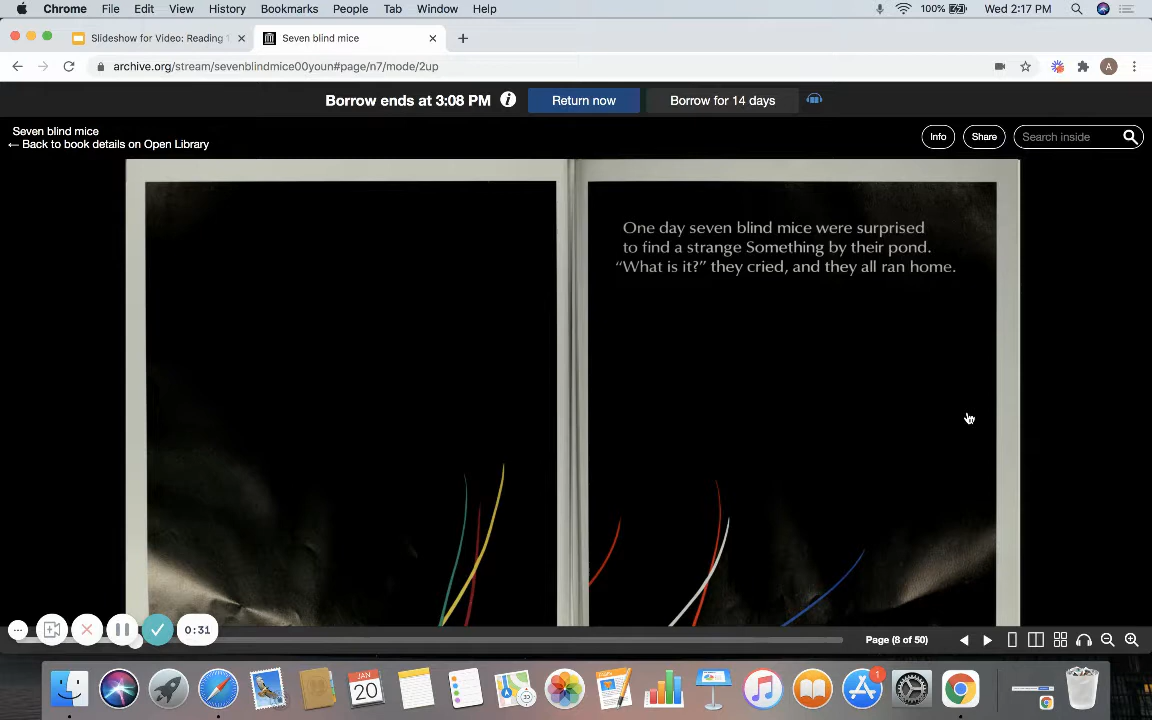 Chrome File Edit View History Bookmarks People Tab Window Help 100% Wed 2:17 PM
Slideshow for Video: Reading
Seven blind mice
archive.org/stream/sevenblindmice00youn#page/n7/mode/2up
A
Borrow ends at 3:08 PM i Return now Borrow for 14 days
Seven blind mice
← Back to book details on Open Library
Info Share Search inside
One day seven blind mice were surprised
to find a strange Something by their pond.
“What is it?” they cried, and they all ran home.
0:31
Page (8 of 50)
JAN
20
1